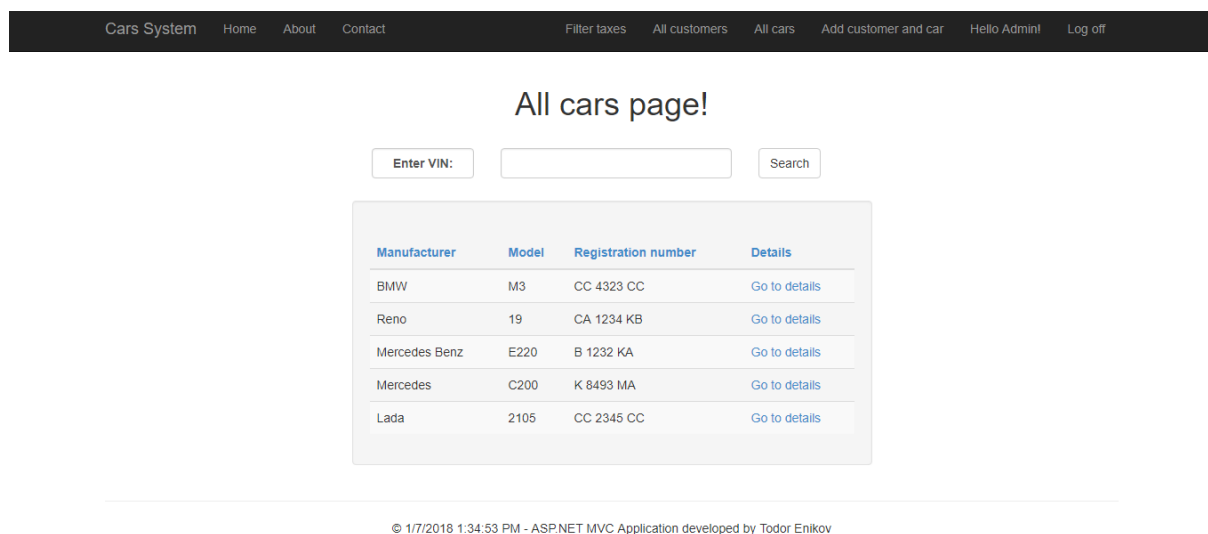 Cars System Home About Contact Filter taxes All customers All cars Add customer and car Hello Admin! Log off
All cars page!
Enter VIN: Search
Manufacturer Model Registration number Details
BMW M3 CC 4323 CC Go to details
Reno 19 CA 1234 KB Go to details
Mercedes Benz E220 B 1232 KA Go to details
Mercedes C200 K 8493 MA Go to details
Lada 2105 CC 2345 CC Go to details
© 1/7/2018 1:34:53 PM - ASP.NET MVC Application developed by Todor Enikov